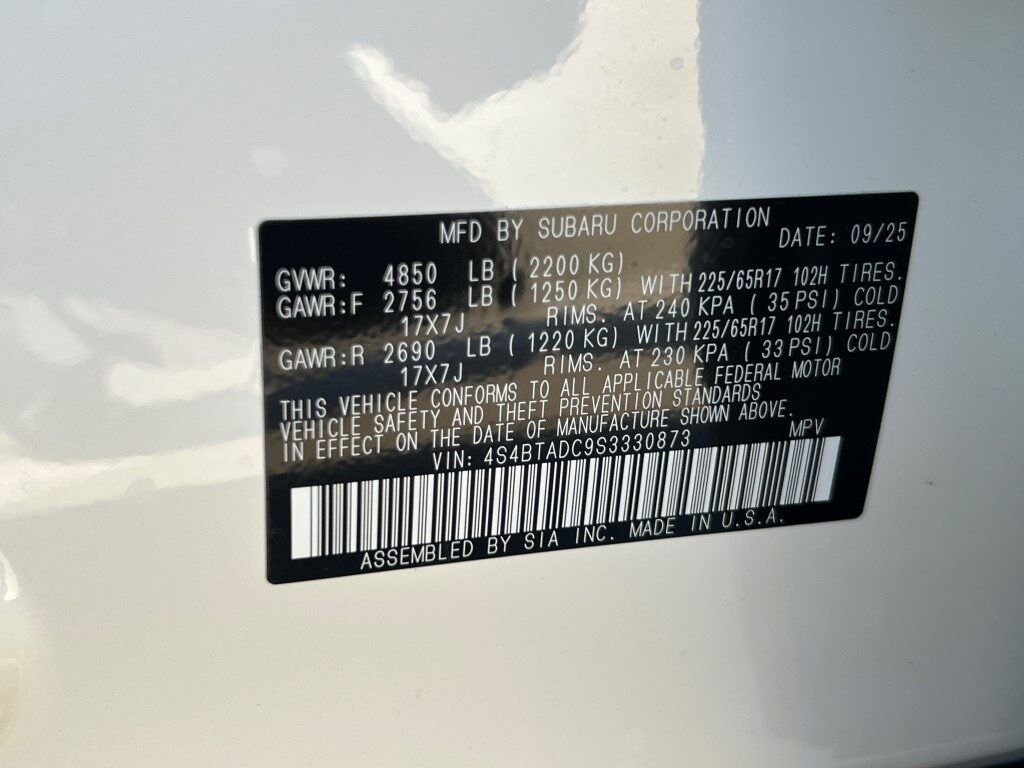 MFD BY SUBARU CORPORATION
DATE: 09/25
GVWR: 4850 LB ( 2200 KG)
GAWR:F 2756 LB ( 1250 KG) WITH 225/65R17 102H TIRES.
17X7J RIMS. AT 240 KPA ( 35 PSI) COLD
GAWR:R 2690 LB ( 1220 KG) WITH 225/65R17 102H TIRES.
17X7J RIMS. AT 230 KPA ( 33 PSI) COLD
THIS VEHICLE CONFORMS TO ALL APPLICABLE FEDERAL MOTOR
VEHICLE SAFETY AND THEFT PREVENTION STANDARDS
IN EFFECT ON THE DATE OF MANUFACTURE SHOWN ABOVE.
VIN: 4S4BTADC9S3330873 MPV
ASSEMBLED BY SIA INC. MADE IN U.S.A.